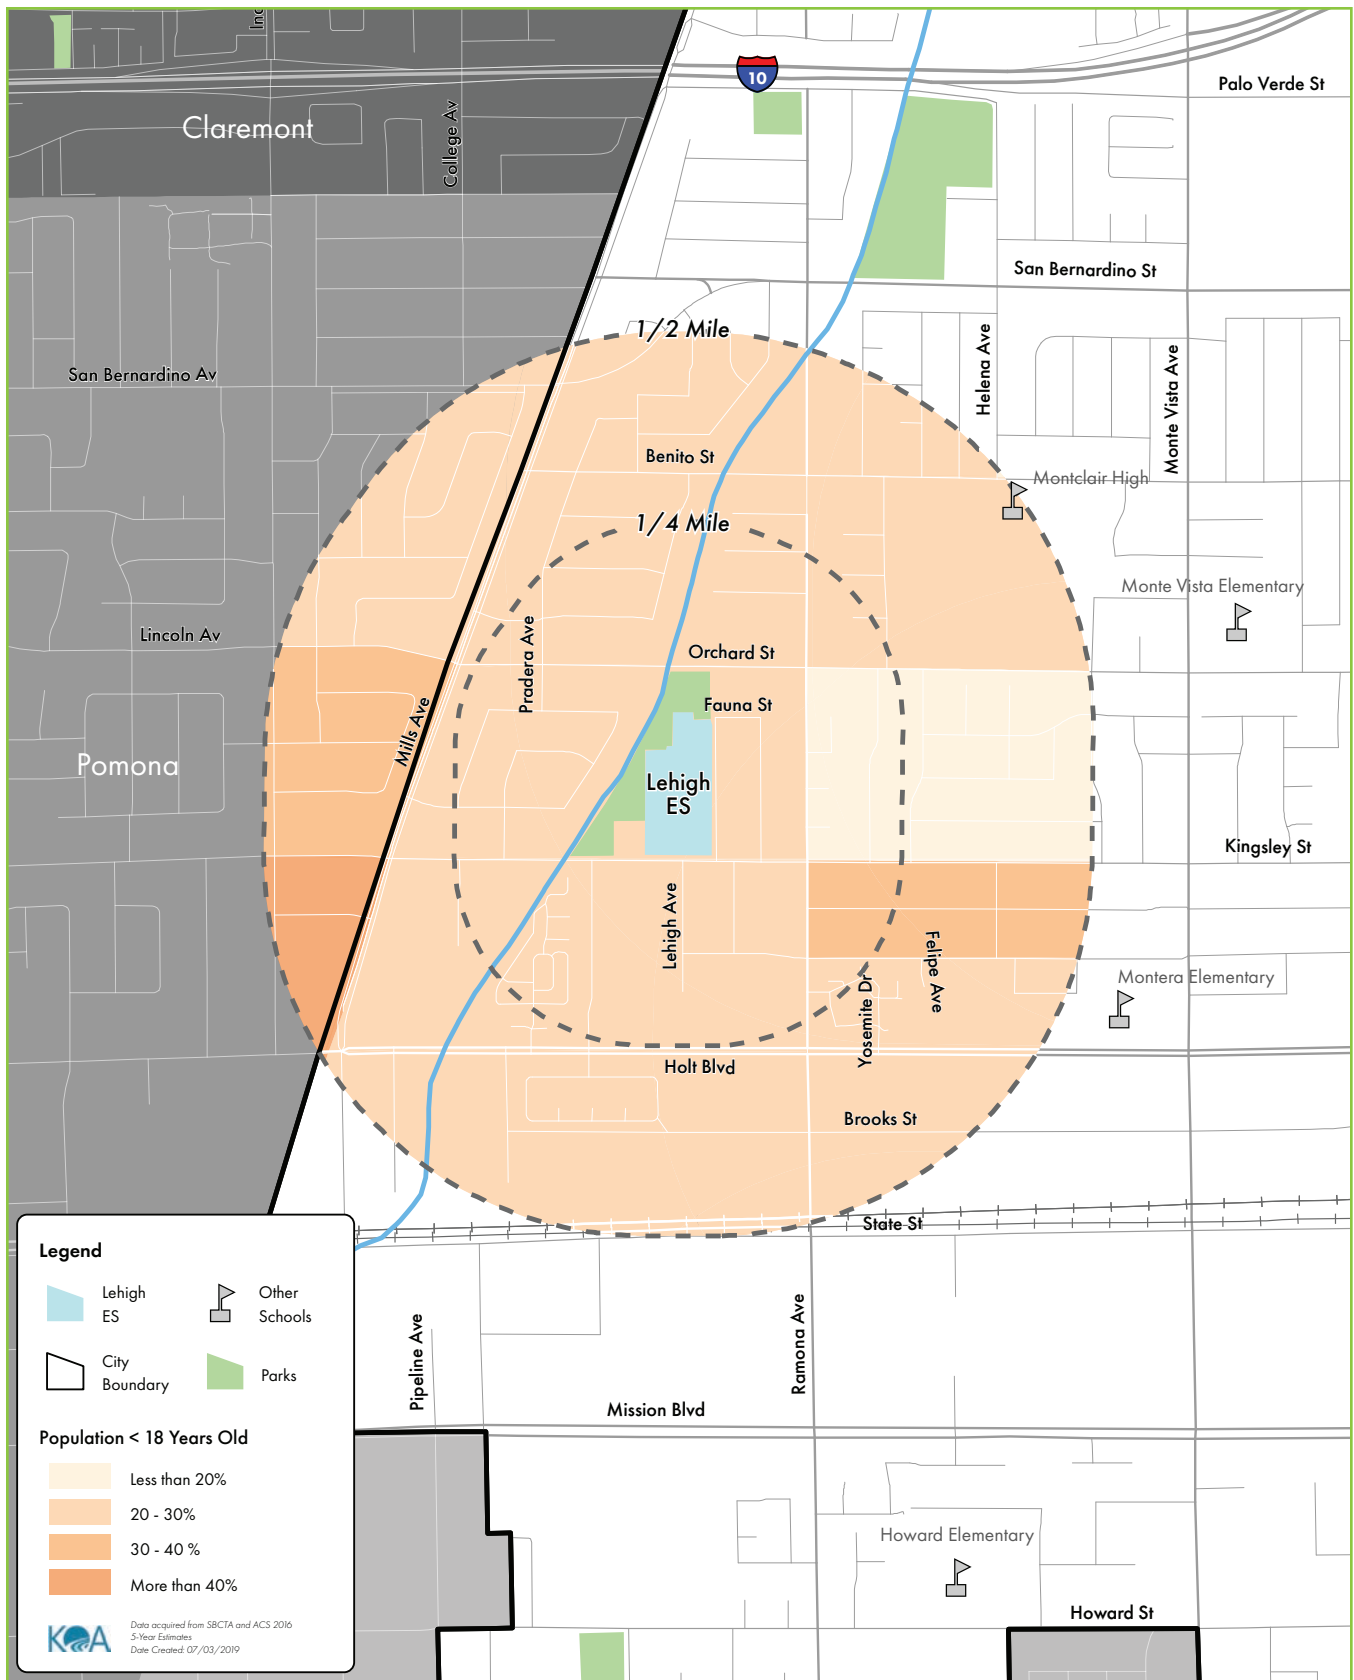 Claremont
College Av
10
Palo Verde St
San Bernardino St
1/2 Mile
San Bernardino Av
Helena Ave
Monte Vista Ave
Benito St
Montclair High
1/4 Mile
Monte Vista Elementary
Lincoln Av
Pradera Ave
Orchard St
Fauna St
Mills Ave
Pomona
Lehigh
ES
Kingsley St
Lehigh Ave
Felipe Ave
Yosemite Dr
Montera Elementary
Holt Blvd
Brooks St
State St
Pipeline Ave
Ramona Ave
Mission Blvd
Howard Elementary
Howard St
Legend
Lehigh
ES
Other
Schools
City
Boundary
Parks
Population < 18 Years Old
Less than 20%
20 - 30%
30 - 40 %
More than 40%
KOA
Data acquired from SBCTA and ACS 2016
5-Year Estimates
Date Created: 07/03/2019